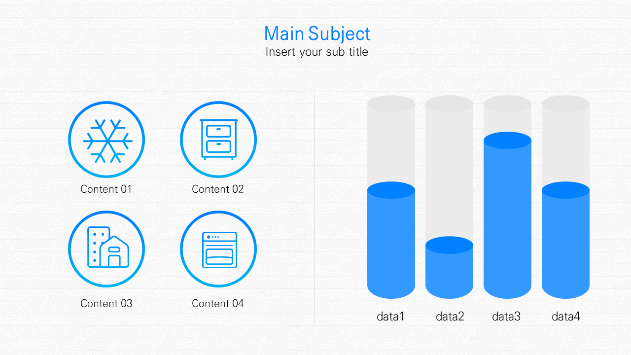 Main Subject
Insert your sub title
Content 01
Content 02
Content 03
Content 04
data1
data2
data3
data4